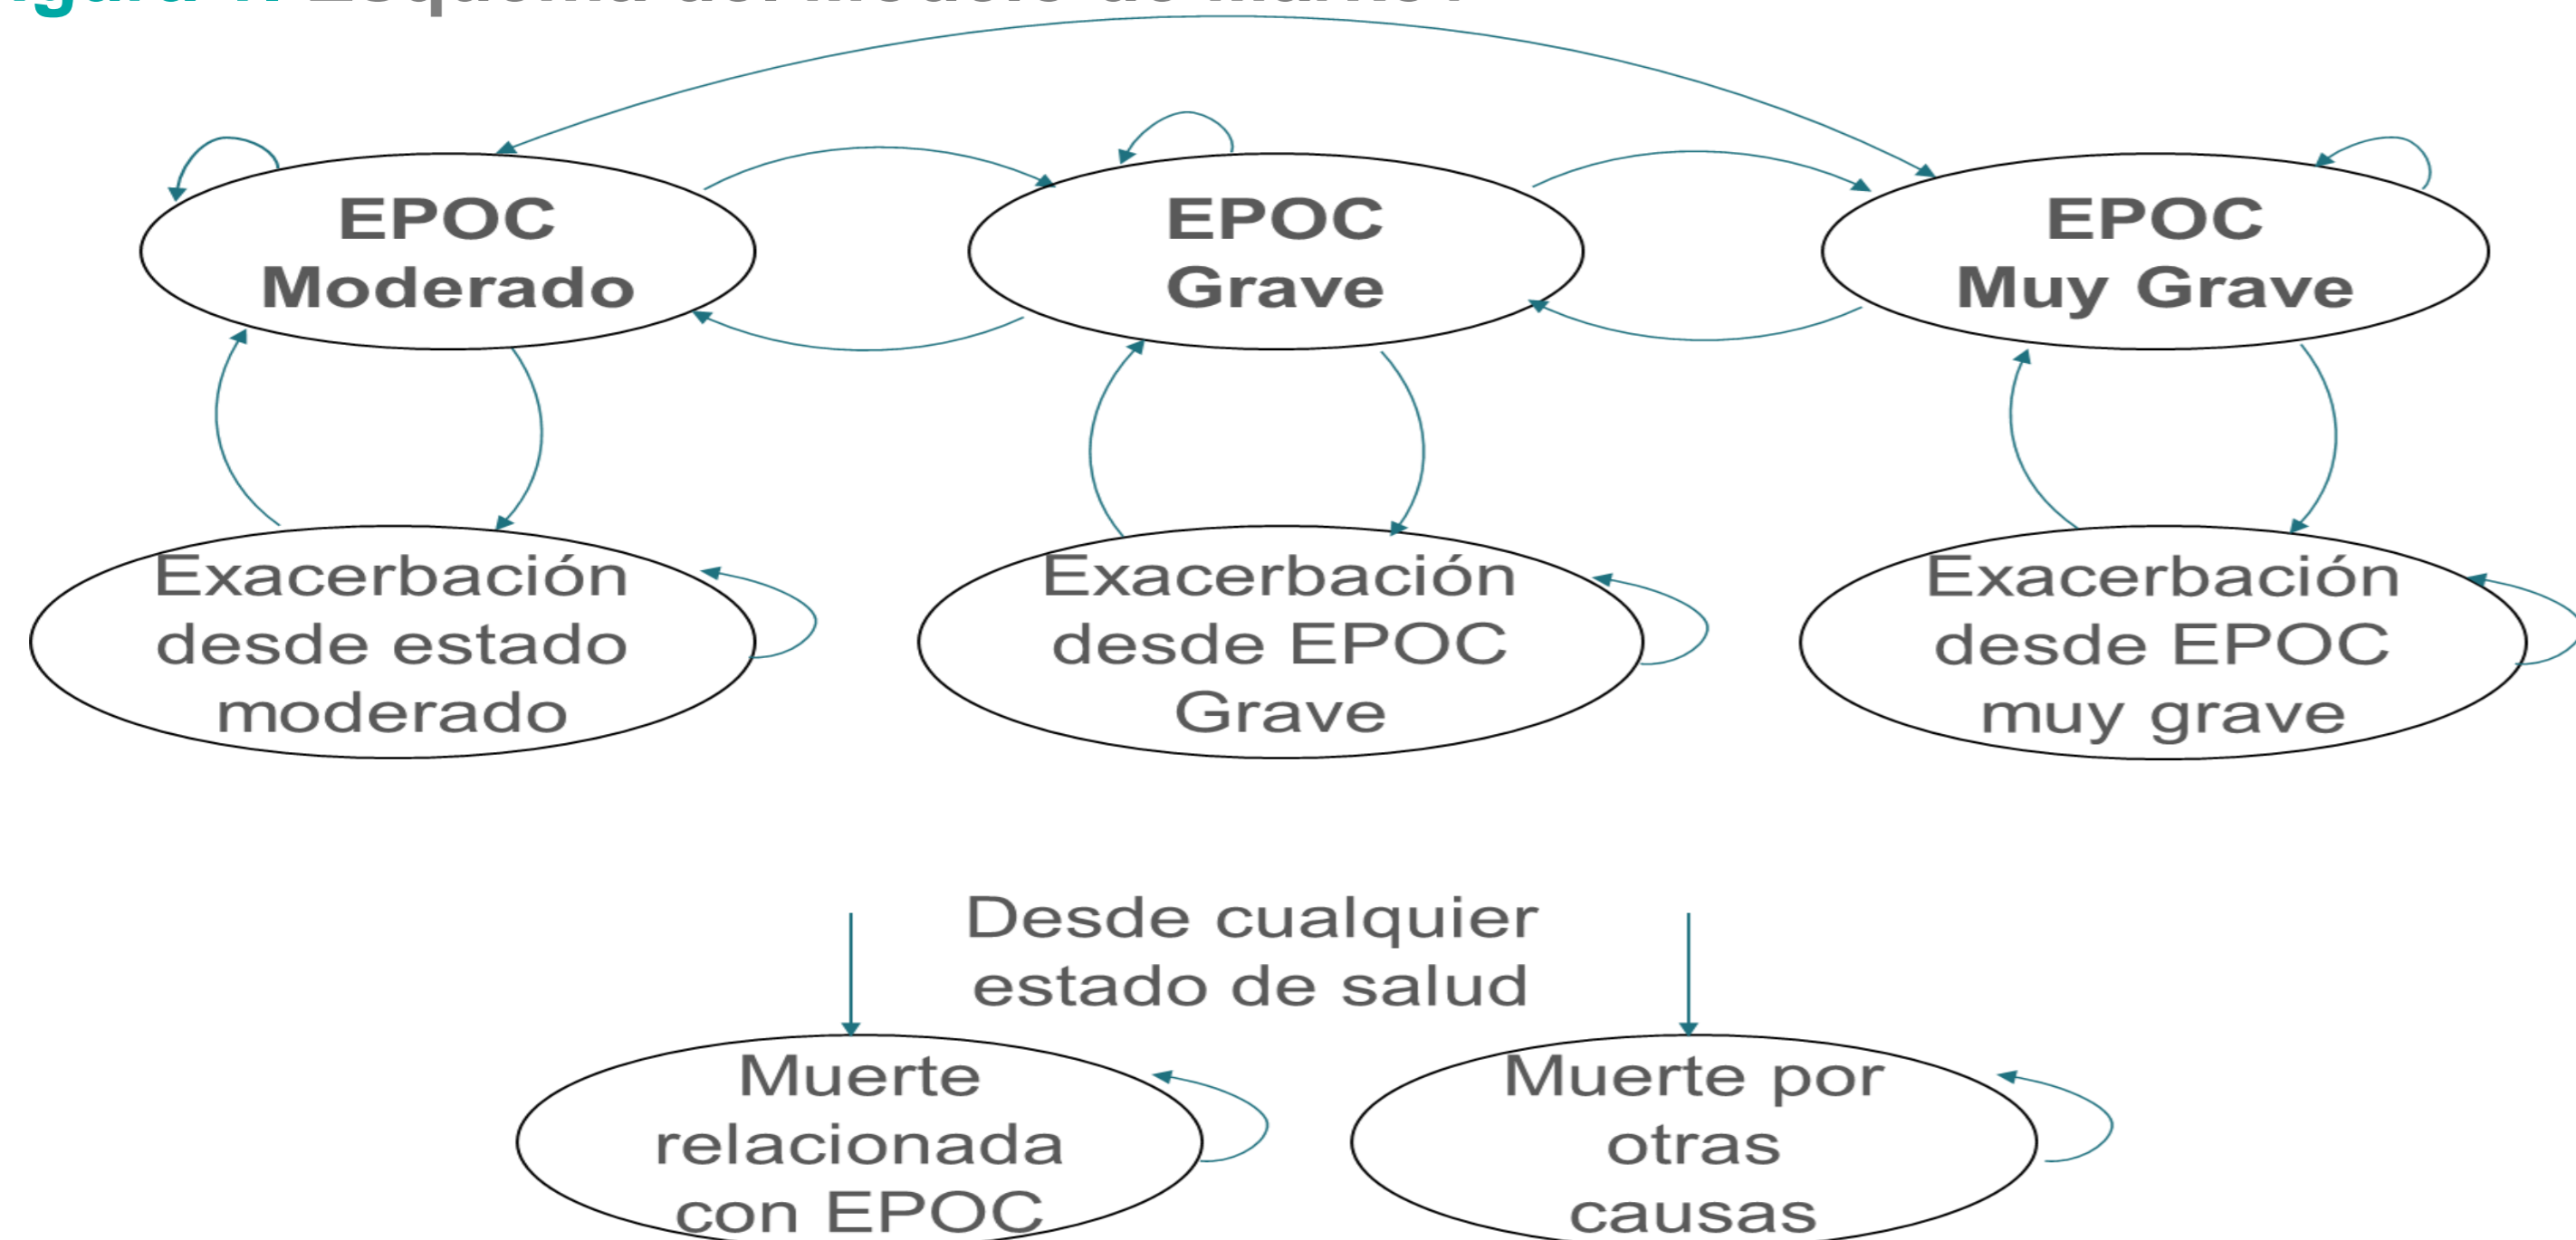 EPOC
Moderado
EPOC
Grave
EPOC
Muy Grave
Exacerbación
desde estado
moderado
Exacerbación
desde EPOC
Grave
Exacerbación
desde EPOC
muy grave
Desde cualquier
estado de salud
Muerte
relacionada
con EPOC
Muerte por
otras
causas